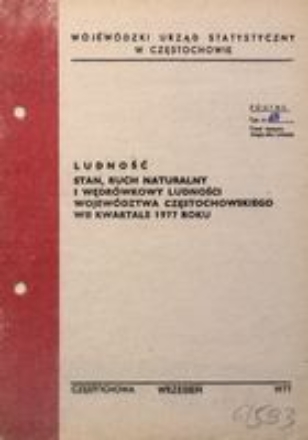 WOJEWÓDZKI URZĄD STATYSTYCZNY
W CZĘSTOCHOWIE
POUFNE
LUDNOŚĆ
STAN, RUCH NATURALNY
I WĘDRÓWKOWY LUDNOŚCI
WOJEWÓDZTWA CZĘSTOCHOWSKIEGO
W II KWARTALE 1977 ROKU
CZĘSTOCHOWA WRZESIEŃ 1977